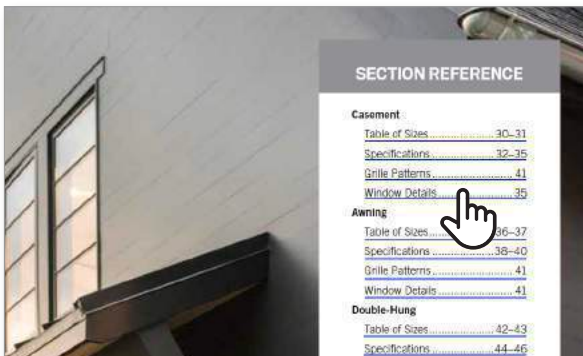 SECTION REFERENCE
Casement
Table of Sizes.....................30–31
Specifications....................32–35
Grille Patterns..........................41
Window Details........................35
Awning
Table of Sizes.....................36–37
Specifications....................38–40
Grille Patterns..........................41
Window Details........................41
Double-Hung
Table of Sizes.....................42–43
Specifications....................44–46